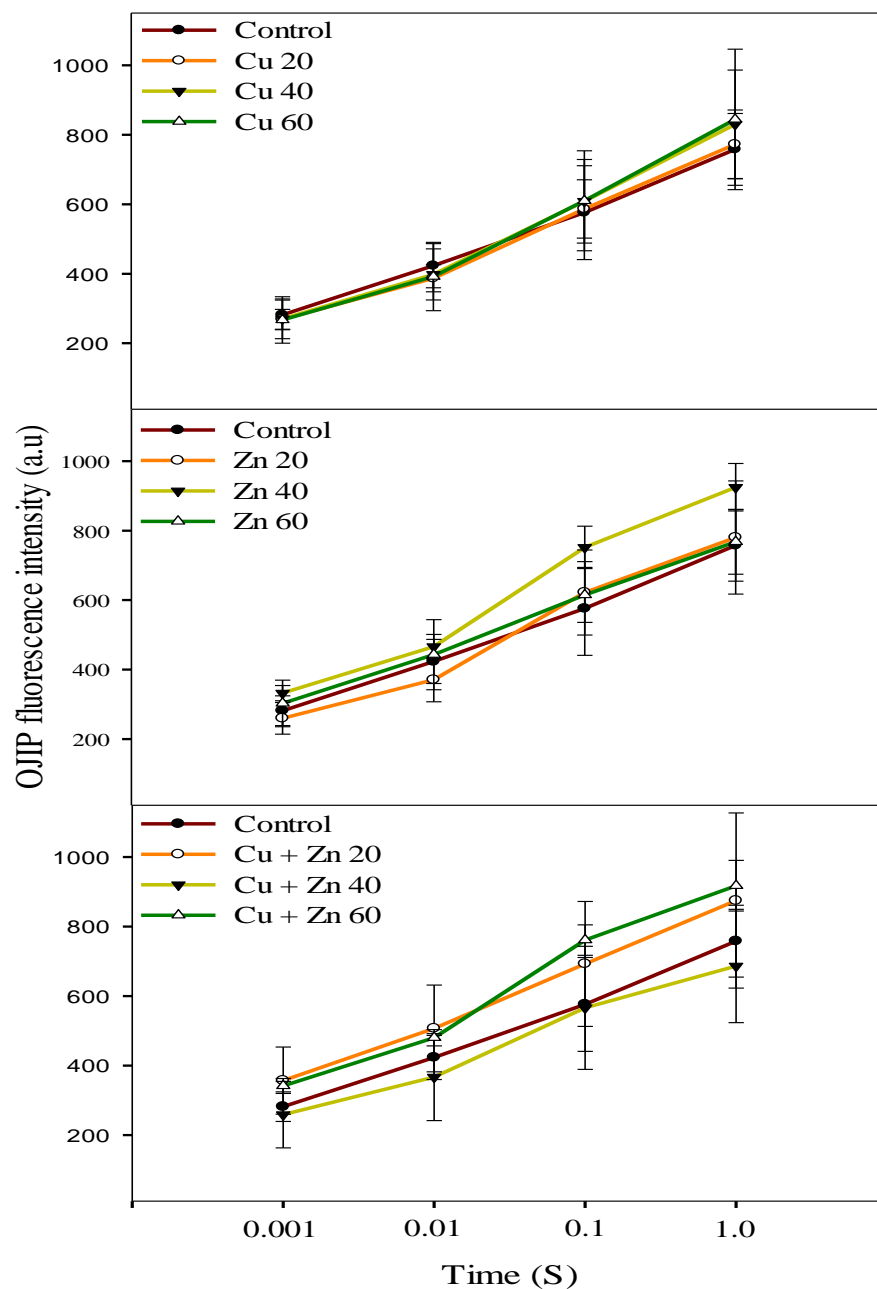 Control
Cu 20
Cu 40
Cu 60
1000
800
600
400
200
Control
Zn 20
Zn 40
Zn 60
1000
800
600
400
200
OJIP fluorescence intensity (a.u)
Control
Cu + Zn 20
Cu + Zn 40
Cu + Zn 60
1000
800
600
400
200
0.001 0.01 0.1 1.0
Time (S)